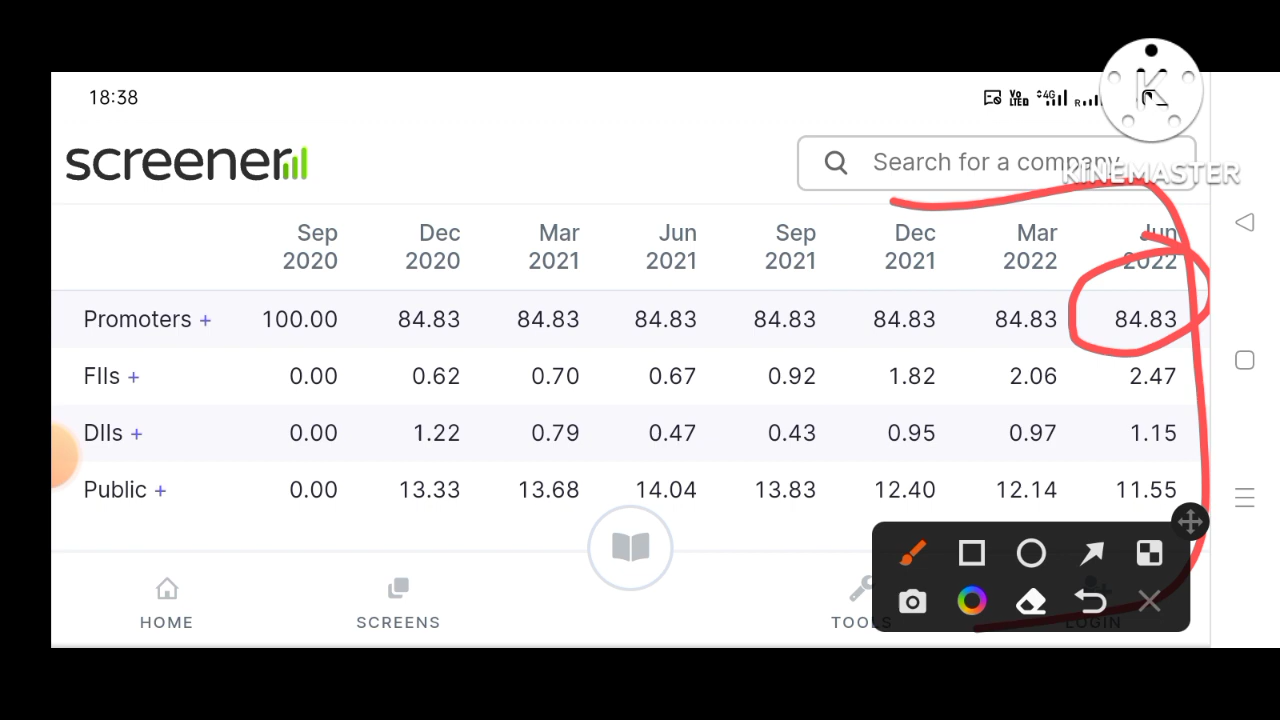 18:38
Vo LTE 4G R
KINEMASTER
screener
Search for a company
Sep 2020 Dec 2020 Mar 2021 Jun 2021 Sep 2021 Dec 2021 Mar 2022 Jun 2022
Promoters + 100.00 84.83 84.83 84.83 84.83 84.83 84.83 84.83
FIIs + 0.00 0.62 0.70 0.67 0.92 1.82 2.06 2.47
DIIs + 0.00 1.22 0.79 0.47 0.43 0.95 0.97 1.15
Public + 0.00 13.33 13.68 14.04 13.83 12.40 12.14 11.55
HOME SCREENS TOOLS LOGIN